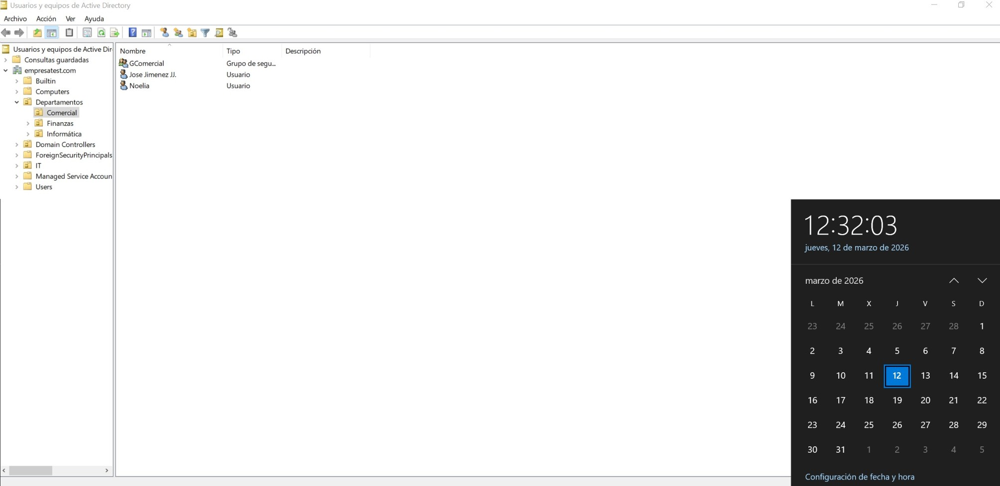 Usuarios y equipos de Active Directory
Archivo Acción Ver Ayuda
Usuarios y equipos de Active Dir
Consultas guardadas
empresatest.com
Builtin
Computers
Departamentos
Comercial
Finanzas
Informática
Domain Controllers
ForeignSecurityPrincipals
IT
Managed Service Accoun
Users
Nombre Tipo Descripción
GComercial Grupo de segu...
Jose Jimenez JJ. Usuario
Noelia Usuario
12:32:03
jueves, 12 de marzo de 2026
marzo de 2026
L M X J V S D
23 24 25 26 27 28 1
2 3 4 5 6 7 8
9 10 11 12 13 14 15
16 17 18 19 20 21 22
23 24 25 26 27 28 29
30 31 1 2 3 4 5
Configuración de fecha y hora